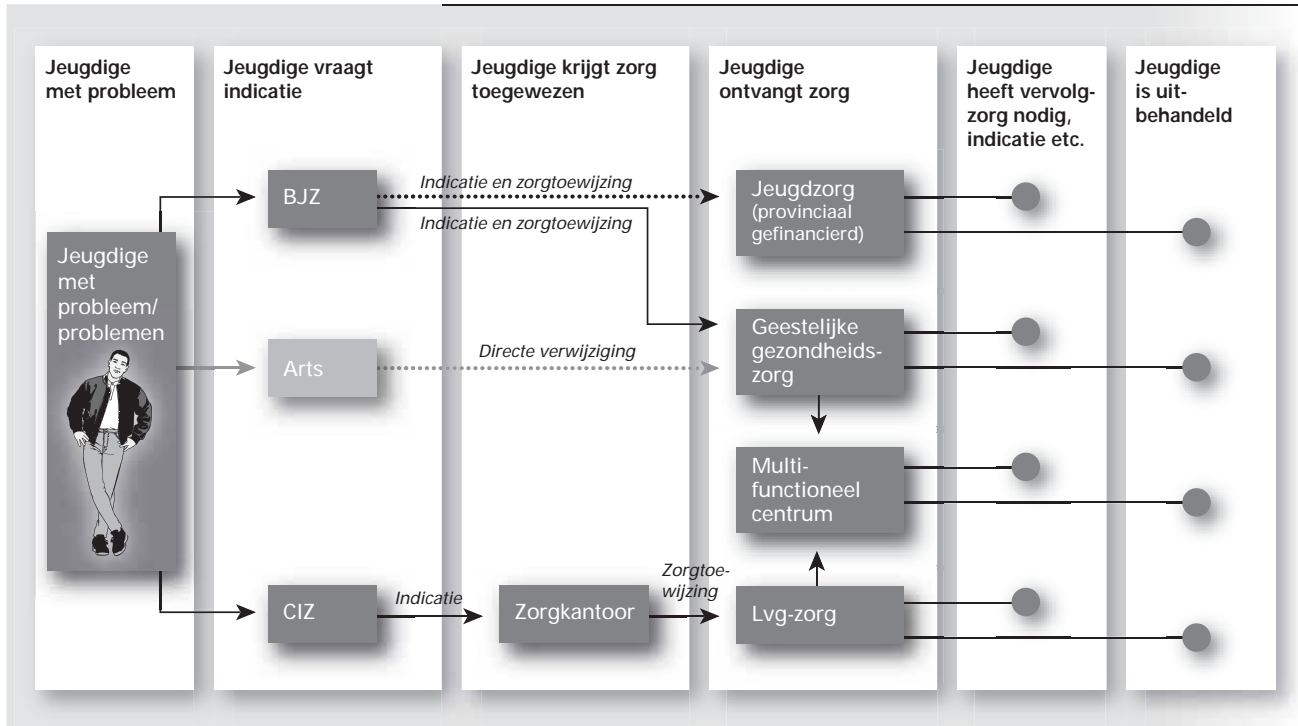 Jeugdige
met probleem
Jeugdige vraagt
indicatie
Jeugdige krijgt zorg
toegewezen
Jeugdige
ontvangt zorg
Jeugdige
heeft vervolg-
zorg nodig,
indicatie etc.
Jeugdige
is uit-
behandeld
Jeugdige
met
probleem/
problemen
BJZ
Indicatie en zorgtoewijzing
Indicatie en zorgtoewijzing
Jeugdzorg
(provinciaal
gefinancierd)
Arts
Directe verwijziging
Geestelijke
gezondheids-
zorg
Multi-
functioneel
centrum
CIZ
Indicatie
Zorgkantoor
Zorgtoe-
wijzing
Lvg-zorg